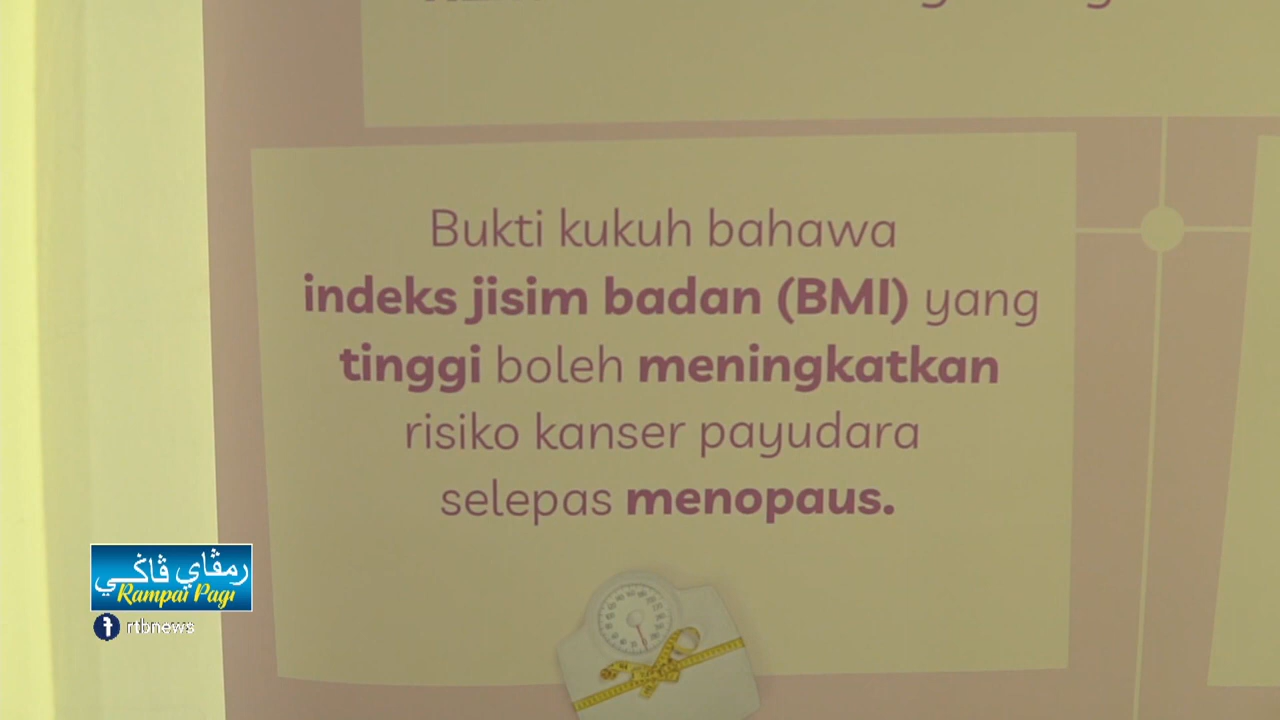 Bukti kukuh bahawa
indeks jisim badan (BMI) yang
tinggi boleh meningkatkan
risiko kanser payudara
selepas menopaus.
رمڤاي ڤاڬي
Rampai Pagi
rtbnews